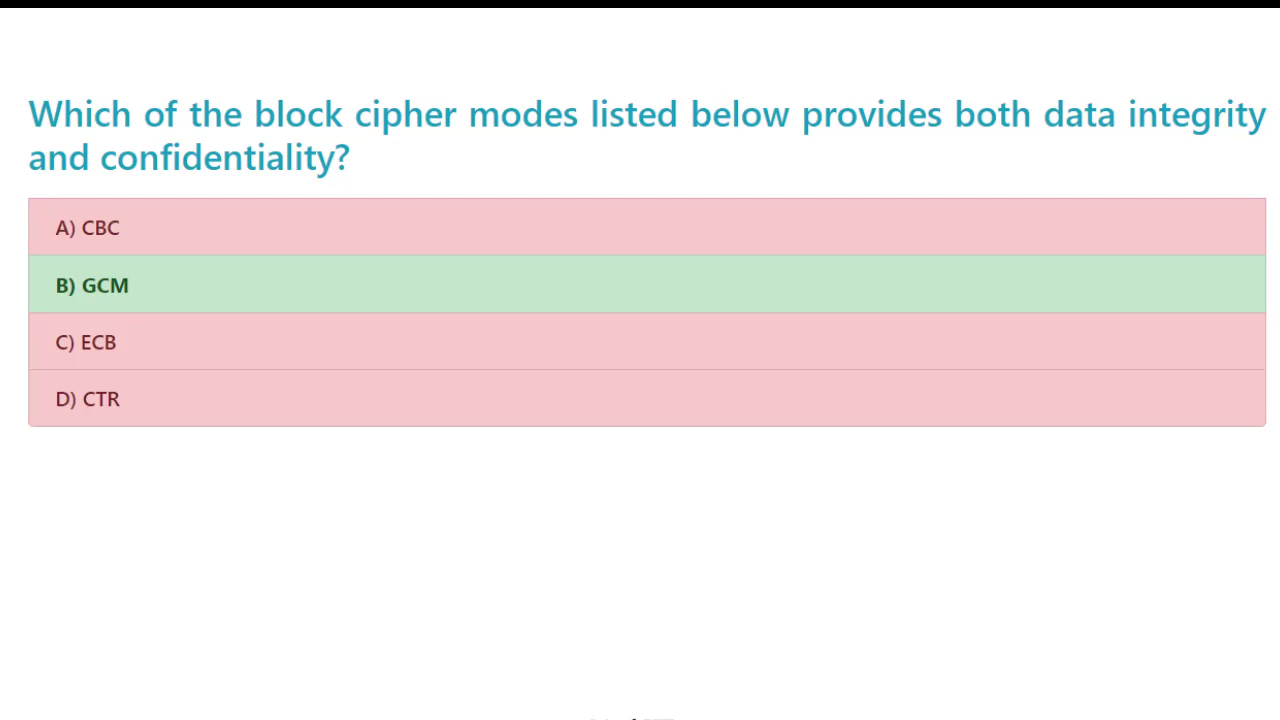 Which of the block cipher modes listed below provides both data integrity
and confidentiality?
A) CBC
B) GCM
C) ECB
D) CTR